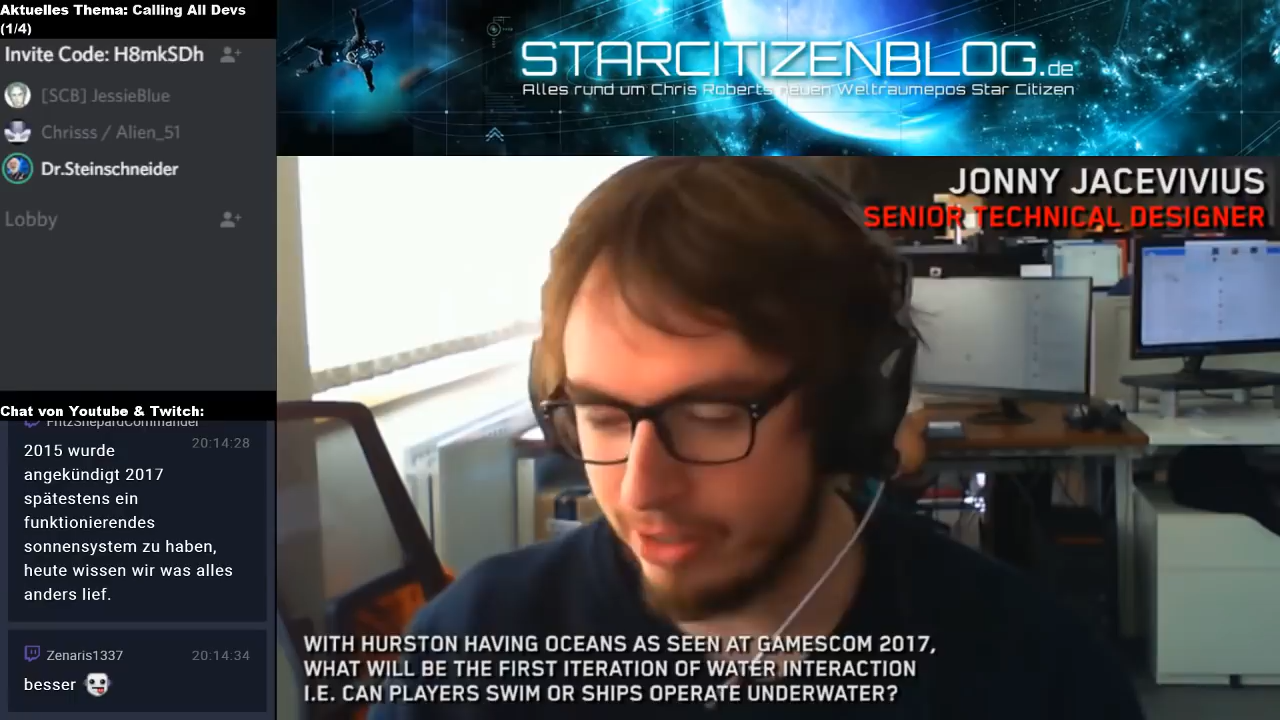 Aktuelles Thema: Calling All Devs
(1/4)
Invite Code: H8mkSDh
[SCB] JessieBlue
Chrisss / Alien_51
Dr.Steinschneider
Lobby
Chat von Youtube & Twitch:
FritzShepardCommander
2015 wurde
20:14:28
angekündigt 2017
spätestens ein
funktionierendes
sonnensystem zu haben,
heute wissen wir was alles
anders lief.
Zenaris1337
20:14:34
besser
STARCITIZENBLOG.de
Alles rund um Chris Roberts neuen Weltraumepos Star Citizen
JONNY JACEVIVIUS
SENIOR TECHNICAL DESIGNER
WITH HURSTON HAVING OCEANS AS SEEN AT GAMESCOM 2017,
WHAT WILL BE THE FIRST ITERATION OF WATER INTERACTION
I.E. CAN PLAYERS SWIM OR SHIPS OPERATE UNDERWATER?